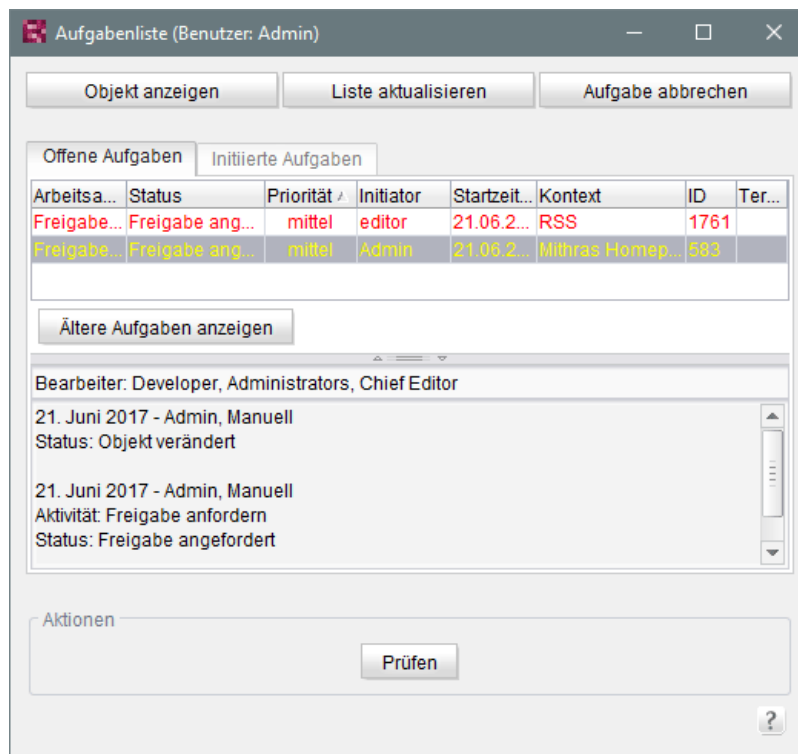 Aufgabenliste (Benutzer: Admin)
Objekt anzeigen Liste aktualisieren Aufgabe abbrechen
Offene Aufgaben Initiierte Aufgaben
Arbeitsa... Status Priorität Initiator Startzeit... Kontext ID Ter...
Freigabe... Freigabe ang... mittel editor 21.06.2... RSS 1761
Freigabe... Freigabe ang... mittel Admin 21.06.2... Mithras Homep... 583
Ältere Aufgaben anzeigen
Bearbeiter: Developer, Administrators, Chief Editor
21. Juni 2017 - Admin, Manuell
Status: Objekt verändert
21. Juni 2017 - Admin, Manuell
Aktivität: Freigabe anfordern
Status: Freigabe angefordert
Aktionen
Prüfen
?